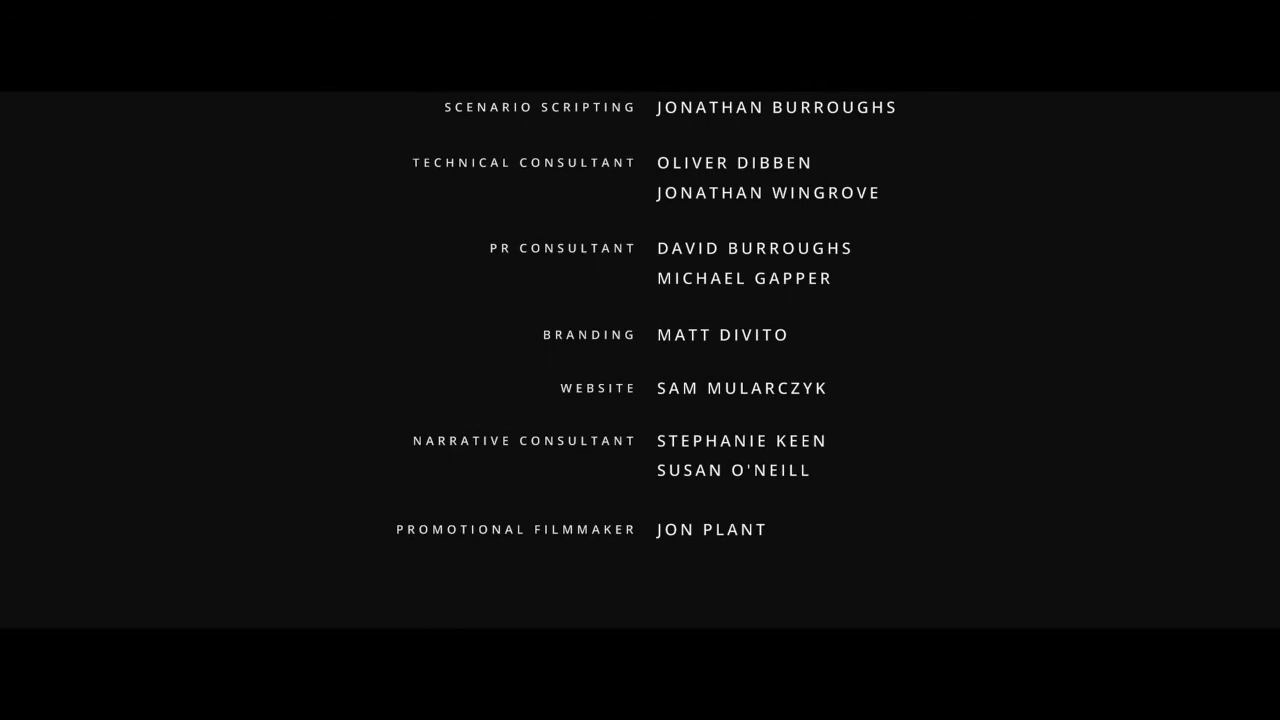 SCENARIO SCRIPTING JONATHAN BURROUGHS
TECHNICAL CONSULTANT OLIVER DIBBEN
JONATHAN WINGROVE
PR CONSULTANT DAVID BURROUGHS
MICHAEL GAPPER
BRANDING MATT DIVITO
WEBSITE SAM MULARCZYK
NARRATIVE CONSULTANT STEPHANIE KEEN
SUSAN O'NEILL
PROMOTIONAL FILMMAKER JON PLANT